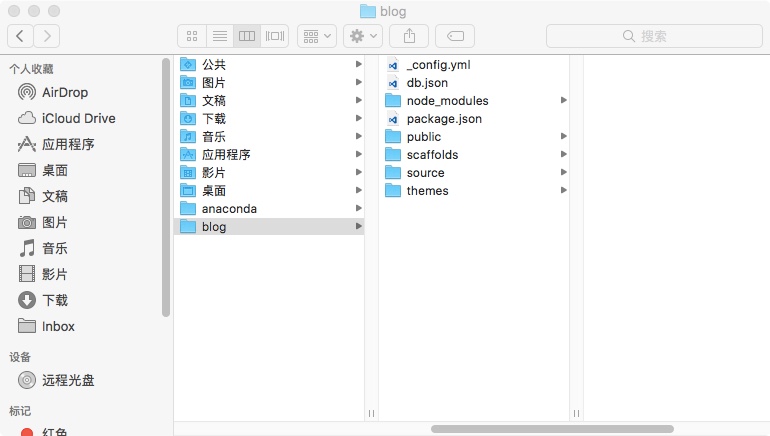 blog
搜索
个人收藏
AirDrop
iCloud Drive
应用程序
桌面
文稿
图片
音乐
影片
下载
Inbox
设备
远程光盘
标记
红色
公共
图片
文稿
下载
音乐
应用程序
影片
桌面
anaconda
blog
_config.yml
db.json
node_modules
package.json
public
scaffolds
source
themes